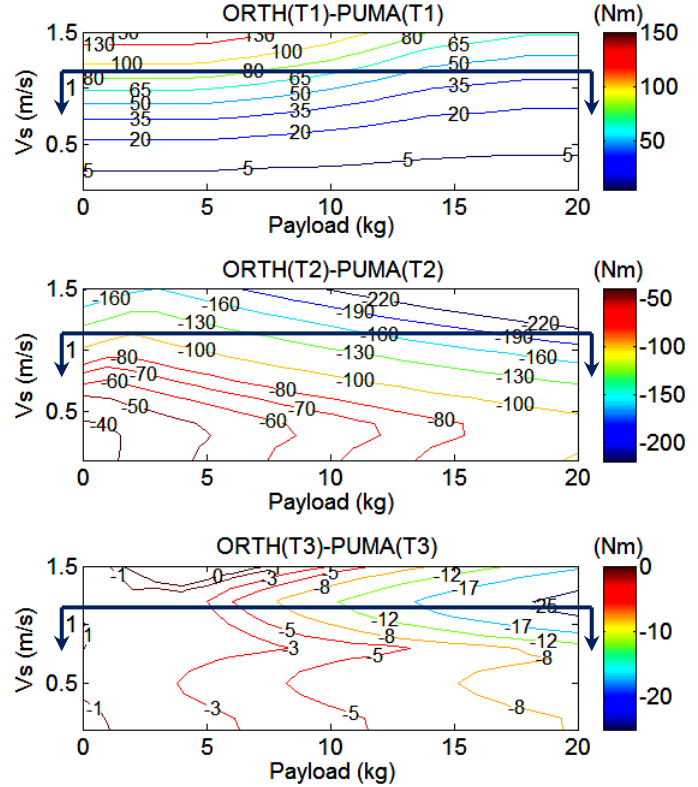 ORTH(T1)-PUMA(T1) (Nm)
1.5 130 130 100 80 65 150
100 80 65 50
80 35 100
Vs (m/s) 65 50
1 50 35 20
35 20
0.5 20
5 5 5 50
0 5 10 15 20
Payload (kg)
ORTH(T2)-PUMA(T2) (Nm)
1.5 -160 -160 -190 -220 -220 -50
-130 -130 -160 -190
1 -100 -130 -160 -100
Vs (m/s) -80 -80 -100 -130
-60 -70 -70 -80 -100 -150
0.5 -50 -60 -80
-40 -200
0 5 10 15 20
Payload (kg)
ORTH(T3)-PUMA(T3) (Nm)
1.5 -1 0 -3 -5 -8 -12 -17 0
-25 -5
1 1 -3 -5 -8 -12 -17 -12 -10
Vs (m/s) -5 -8 -15
0.5 -1 -3 -5 -8 -20
0 5 10 15 20
Payload (kg)